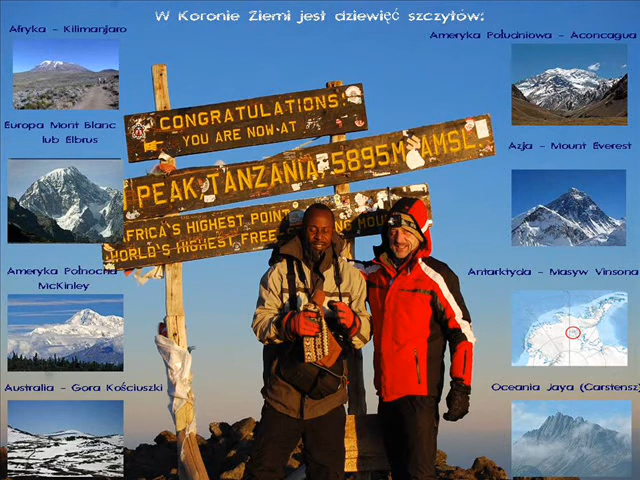 W Koronie Ziemi jest dziewięć szczytów:
Afryka - Kilimanjaro
Europa Mont Blanc
lub Elbrus
Ameryka Północna
McKinley
Australia - Gora Kościuszki
Ameryka Południowa - Aconcagua
Azja - Mount Everest
Antarktyda - Masyw Vinsona
Oceania Jaya (Carstensz)
CONGRATULATIONS
YOU ARE NOW AT
PEAK TANZANIA 5895M AMSL
AFRICA'S HIGHEST POINT
WORLD'S HIGHEST FREE